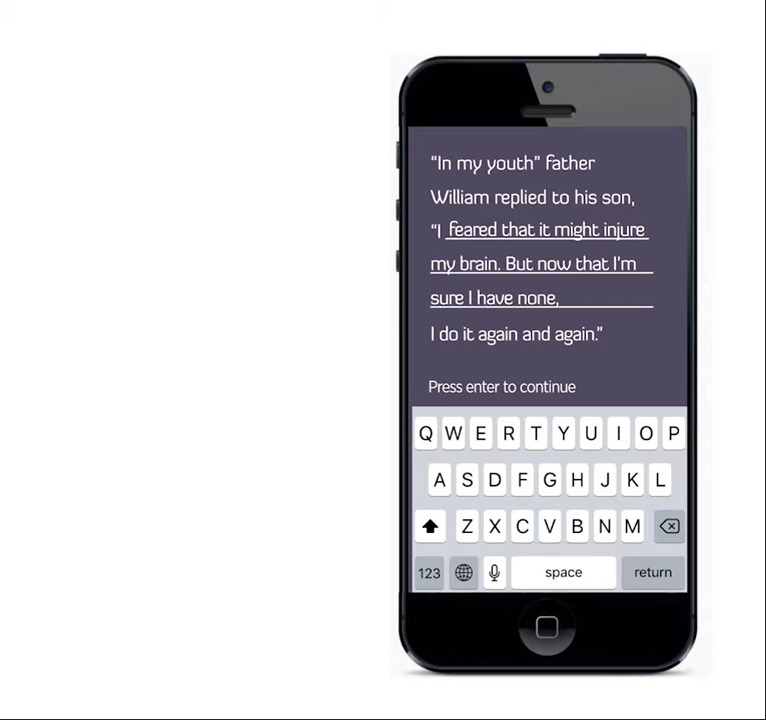 “In my youth” father
William replied to his son,
“I feared that it might injure
my brain. But now that I'm
sure I have none,
I do it again and again.”
Press enter to continue
Q W E R T Y U I O P
A S D F G H J K L
Z X C V B N M
123 space return